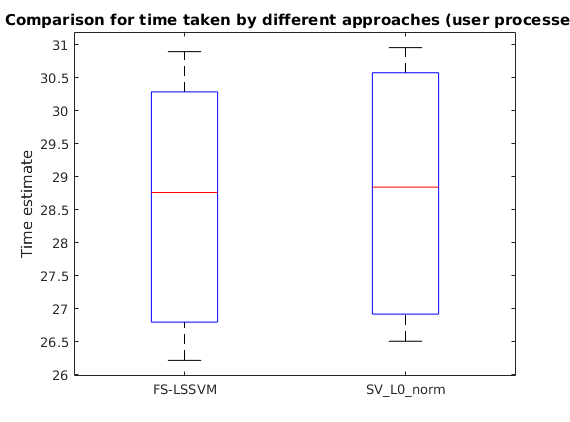 Comparison for time taken by different approaches (user processe
31
30.5
30
29.5
29
28.5
28
27.5
27
26.5
26
Time estimate
FS-LSSVM
SV_L0_norm